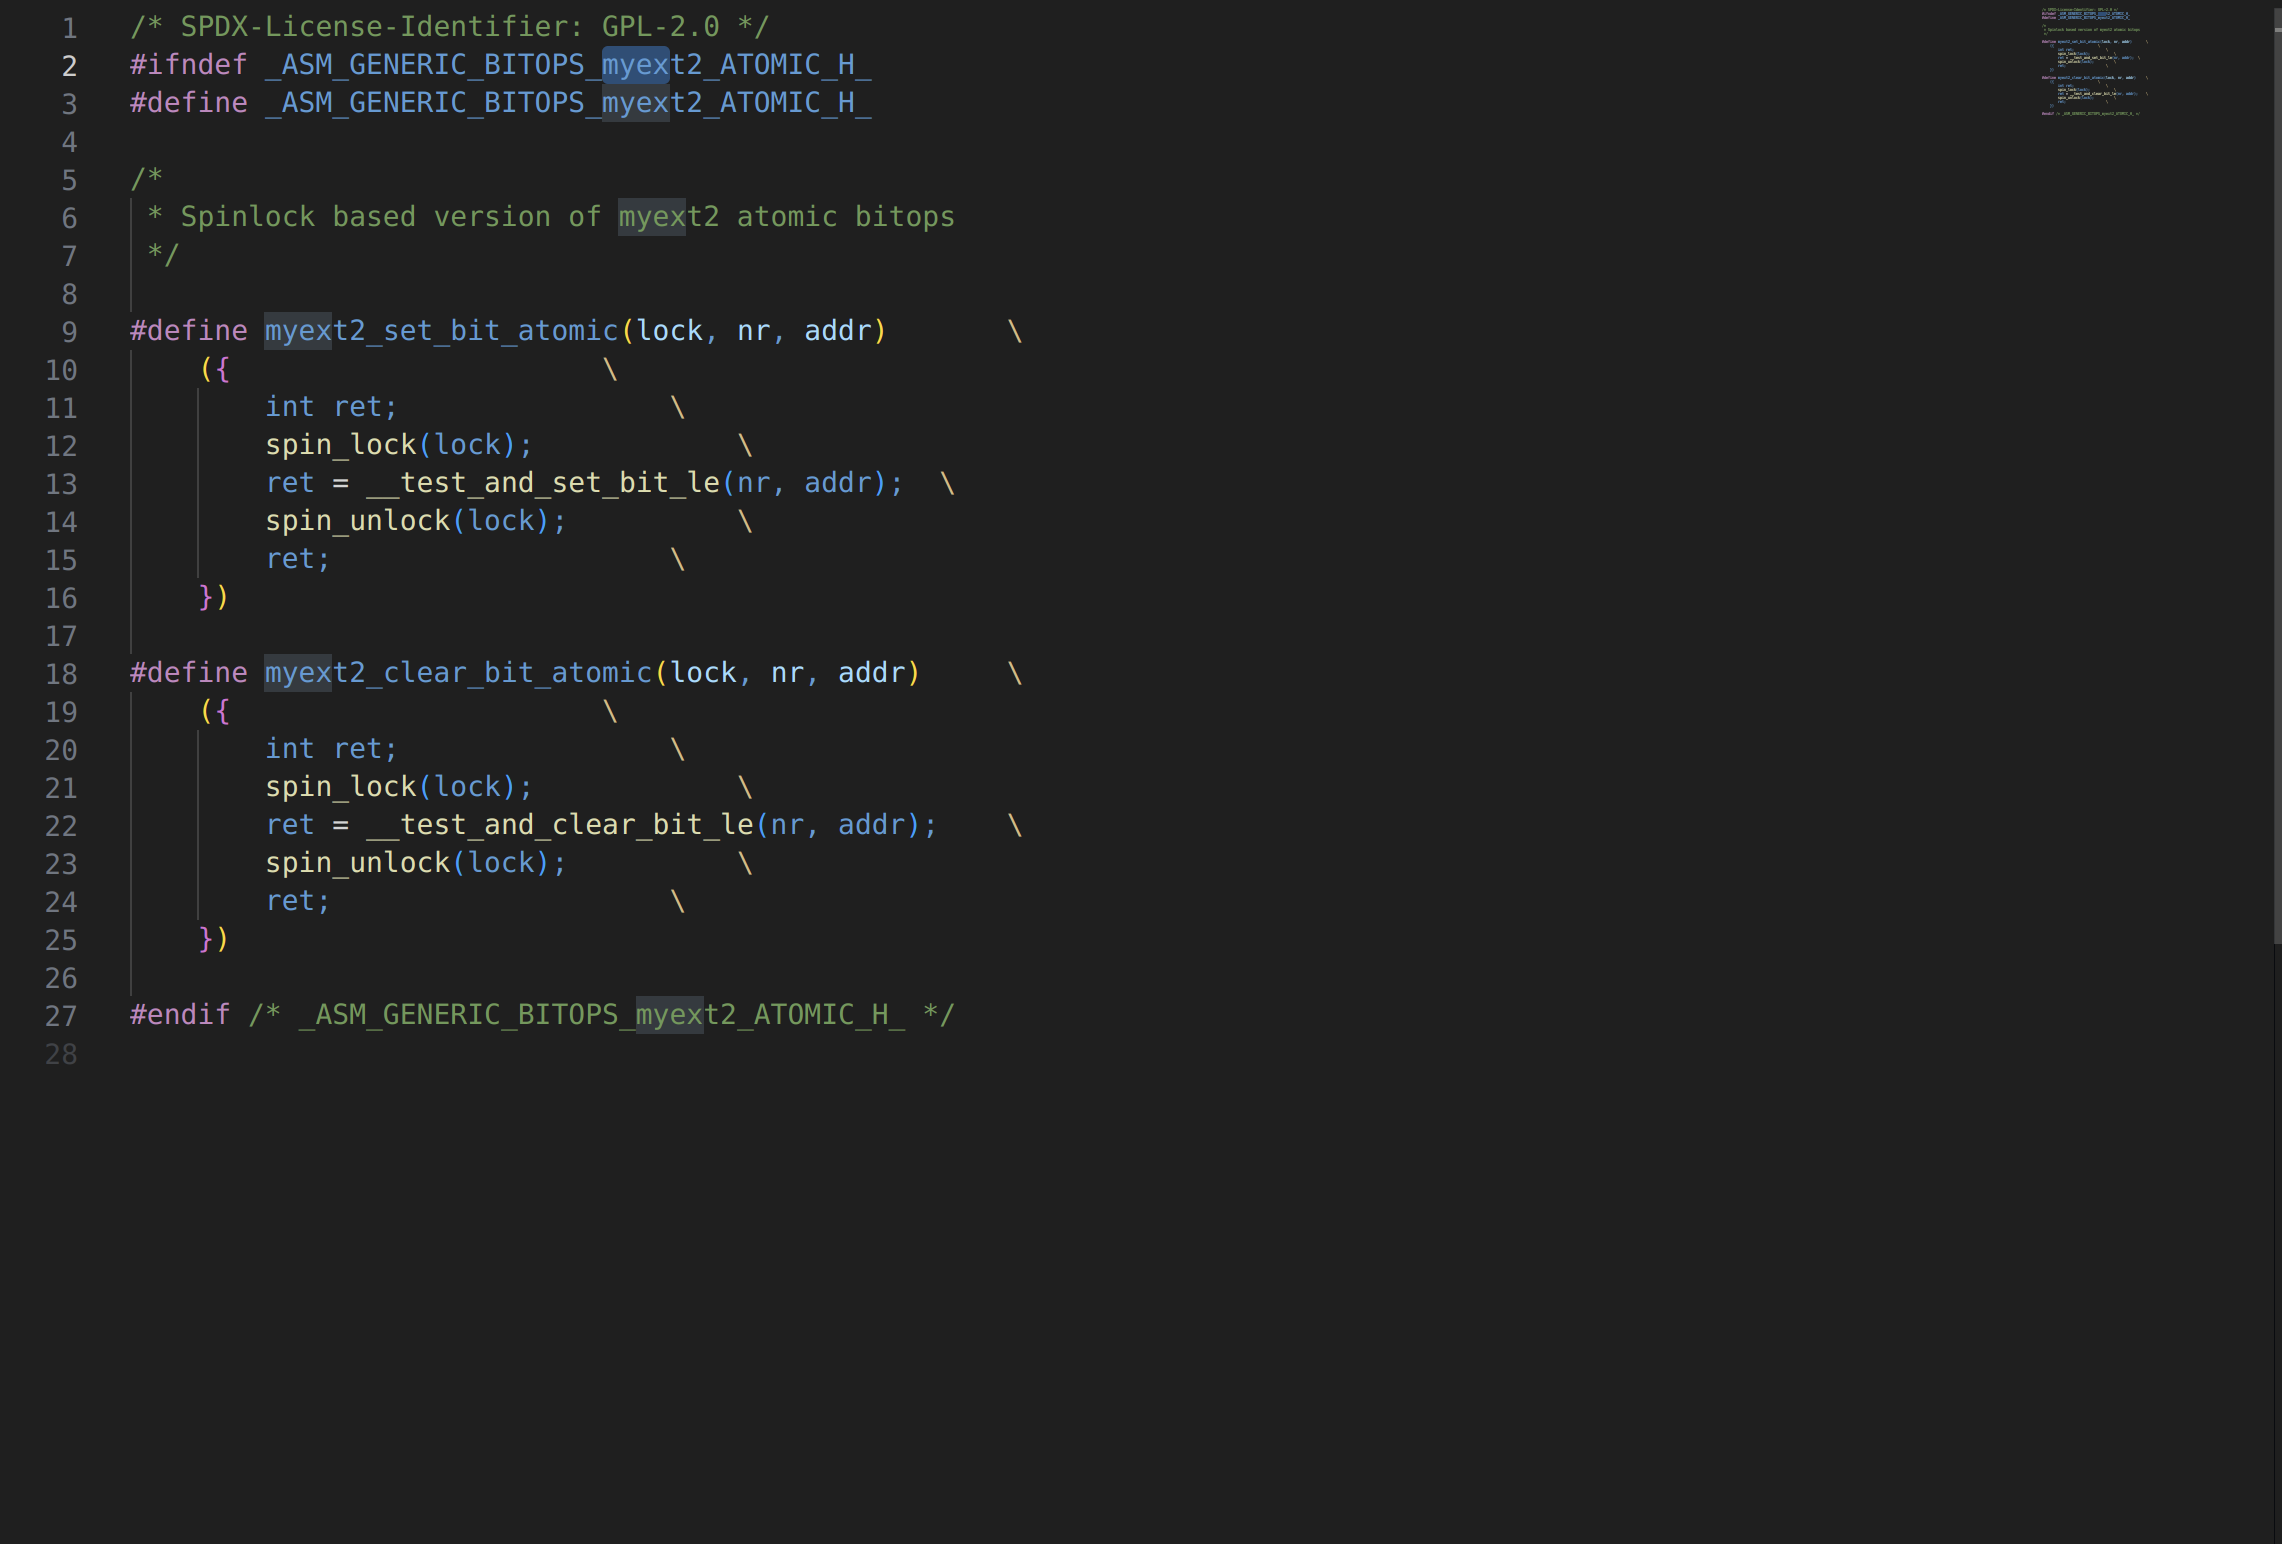 1 /* SPDX-License-Identifier: GPL-2.0 */
2 #ifndef _ASM_GENERIC_BITOPS_myext2_ATOMIC_H_
3 #define _ASM_GENERIC_BITOPS_myext2_ATOMIC_H_
4
5 /*
6  * Spinlock based version of myext2 atomic bitops
7  */
8
9 #define myext2_set_bit_atomic(lock, nr, addr)       \
10     ({                      \
11         int ret;                \
12         spin_lock(lock);            \
13         ret = __test_and_set_bit_le(nr, addr);  \
14         spin_unlock(lock);          \
15         ret;                    \
16     })
17
18 #define myext2_clear_bit_atomic(lock, nr, addr)     \
19     ({                      \
20         int ret;                \
21         spin_lock(lock);            \
22         ret = __test_and_clear_bit_le(nr, addr);    \
23         spin_unlock(lock);          \
24         ret;                    \
25     })
26
27 #endif /* _ASM_GENERIC_BITOPS_myext2_ATOMIC_H_ */
28